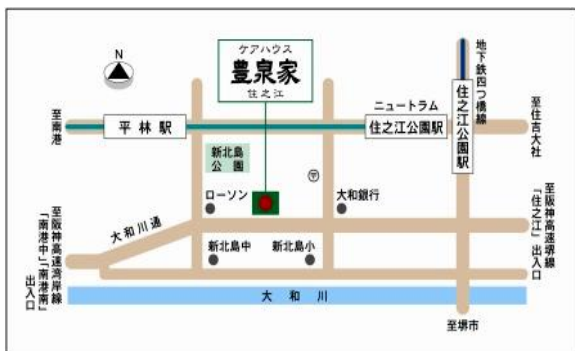 N
ケアハウス
豊泉家
住之江
地下鉄四つ橋線
至南港
平林駅
ニュートラム
住之江公園駅
住之江公園駅
至住吉大社
新北島
公園
〒
ローソン
大和銀行
大和川通
新北島中
新北島小
至阪神高速湾岸線
「南港中」「南港南」
出入口
至阪神高速堺線
「住之江」出入口
大和川
至堺市